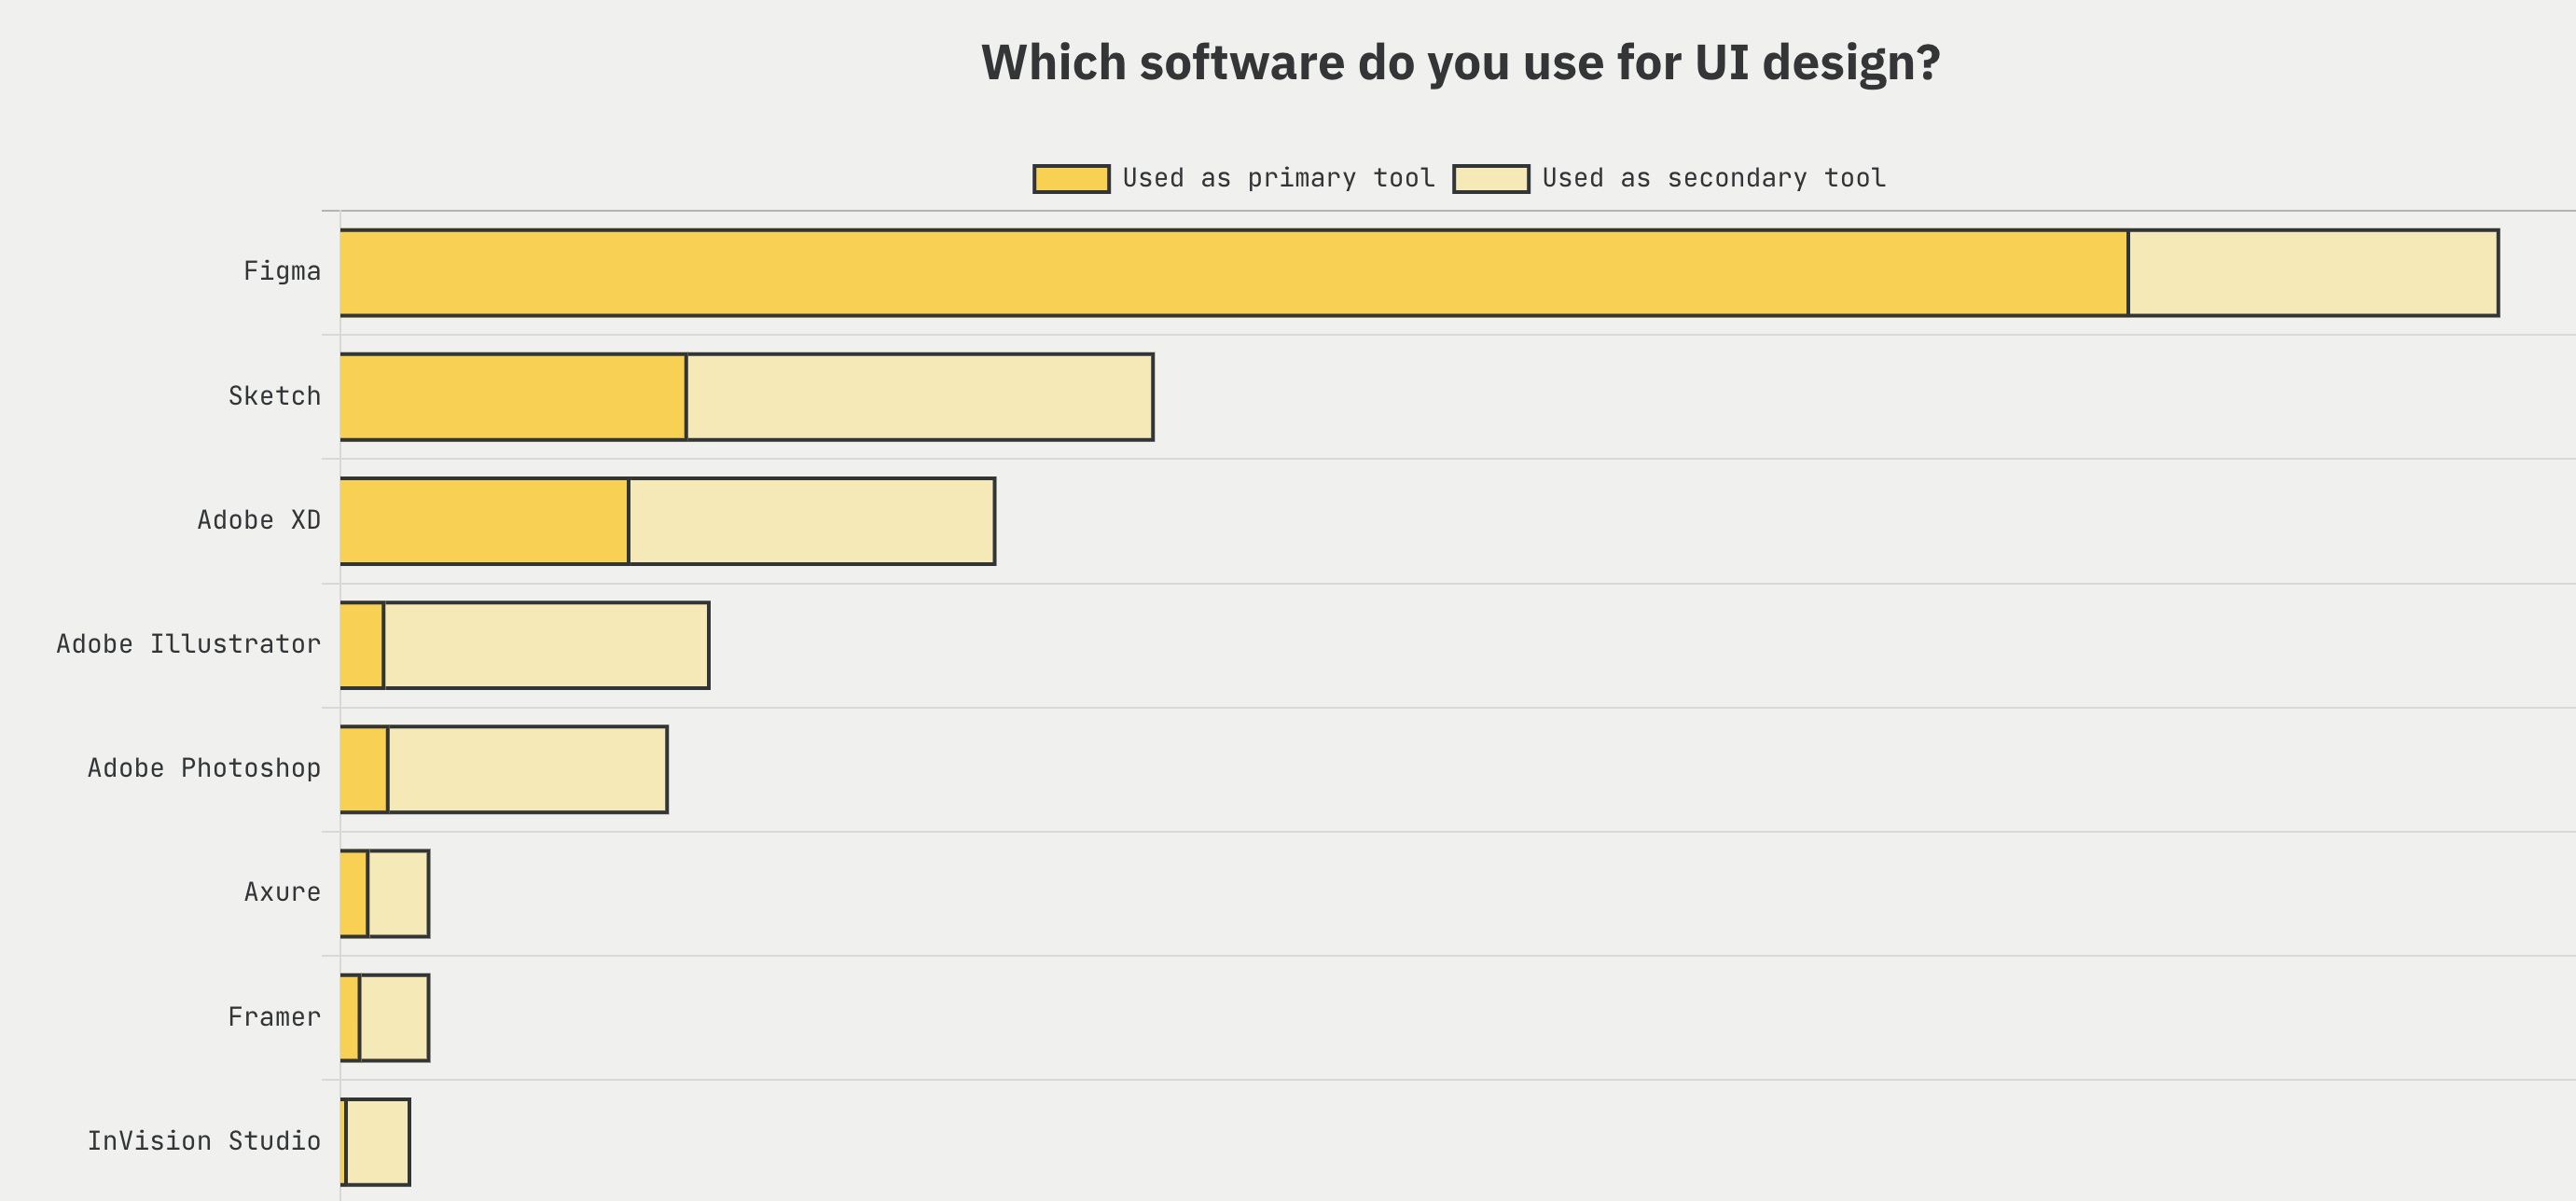 Which software do you use for UI design?
Used as primary tool Used as secondary tool
Figma
Sketch
Adobe XD
Adobe Illustrator
Adobe Photoshop
Axure
Framer
InVision Studio